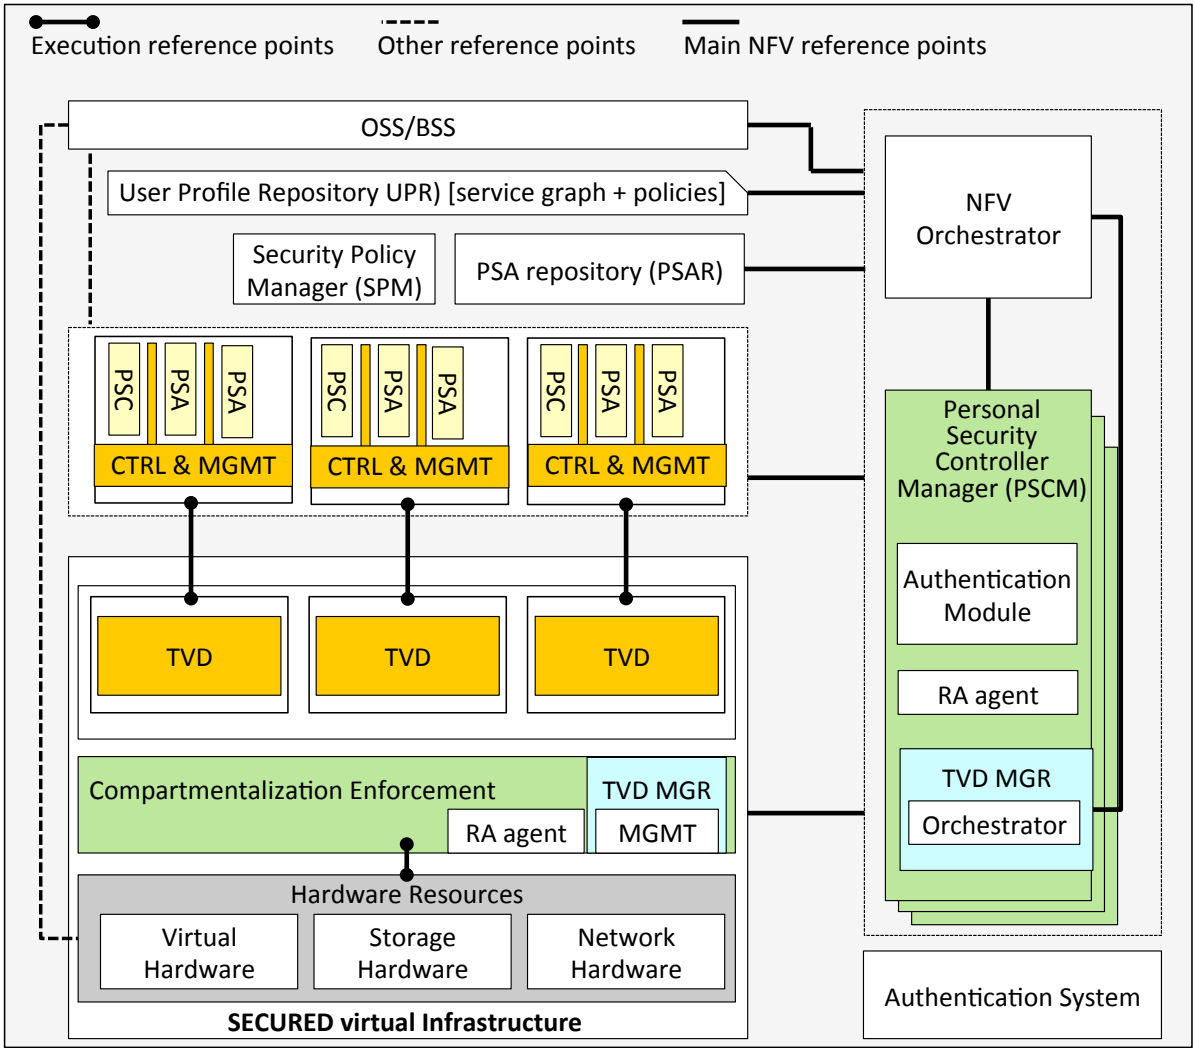 Execution reference points
Other reference points
Main NFV reference points
OSS/BSS
User Profile Repository UPR) [service graph + policies]
Security Policy
Manager (SPM)
PSA repository (PSAR)
NFV
Orchestrator
PSC
PSA
PSA
CTRL & MGMT
PSC
PSA
PSA
CTRL & MGMT
PSC
PSA
PSA
CTRL & MGMT
Personal
Security
Controller
Manager (PSCM)
Authentication
Module
RA agent
TVD MGR
Orchestrator
TVD
TVD
TVD
Compartmentalization Enforcement
RA agent
TVD MGR
MGMT
Hardware Resources
Virtual
Hardware
Storage
Hardware
Network
Hardware
SECURED virtual Infrastructure
Authentication System